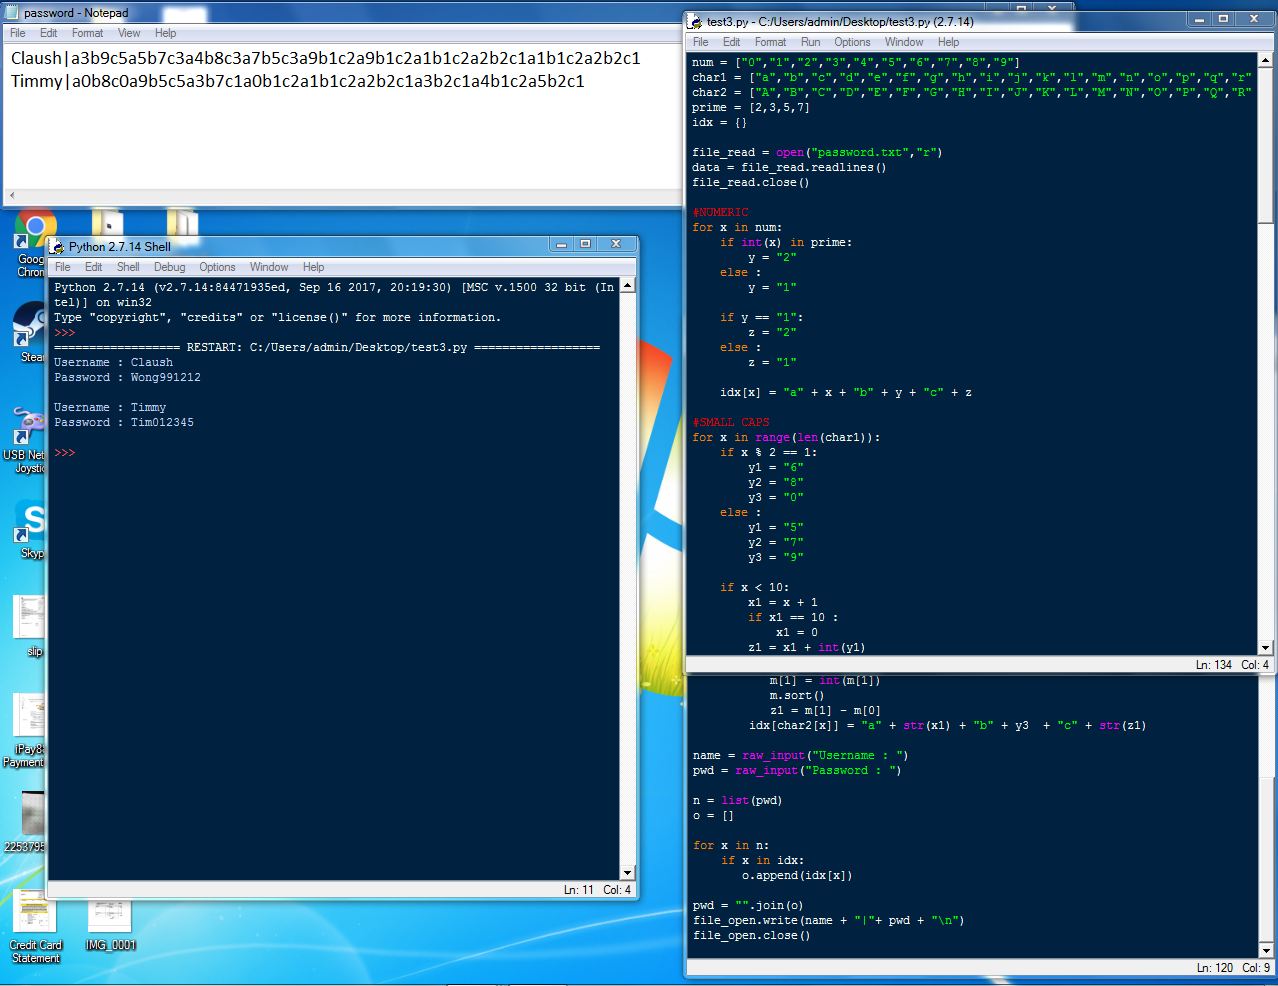 password - Notepad
File Edit Format View Help
Claush|a3b9c5a5b7c3a4b8c3a7b5c3a9b1c2a9b1c2a1b1c2a2b2c1a1b1c2a2b2c1
Timmy|a0b8c0a9b5c5a3b7c1a0b1c2a1b1c2a2b2c1a3b2c1a4b1c2a5b2c1
test3.py - C:/Users/admin/Desktop/test3.py (2.7.14)
File Edit Format Run Options Window Help
num = ["0","1","2","3","4","5","6","7","8","9"]
char1 = ["a","b","c","d","e","f","g","h","i","j","k","l","m","n","o","p","q","r"
char2 = ["A","B","C","D","E","F","G","H","I","J","K","L","M","N","O","P","Q","R"
prime = [2,3,5,7]
idx = {}
file_read = open("password.txt","r")
data = file_read.readlines()
file_read.close()
#NUMERIC
for x in num:
    if int(x) in prime:
        y = "2"
    else :
        y = "1"
    if y == "1":
        z = "2"
    else :
        z = "1"
    idx[x] = "a" + x + "b" + y + "c" + z
#SMALL CAPS
for x in range(len(char1)):
    if x % 2 == 1:
        y1 = "6"
        y2 = "8"
        y3 = "0"
    else :
        y1 = "5"
        y2 = "7"
        y3 = "9"
    if x < 10:
        x1 = x + 1
        if x1 == 10 :
            x1 = 0
        z1 = x1 + int(y1)
Ln: 134 Col: 4
m[1] = int(m[1])
m.sort()
z1 = m[1] - m[0]
idx[char2[x]] = "a" + str(x1) + "b" + y3  + "c" + str(z1)
name = raw_input("Username : ")
pwd = raw_input("Password : ")
n = list(pwd)
o = []
for x in n:
    if x in idx:
        o.append(idx[x])
pwd = "".join(o)
file_open.write(name + "|"+ pwd + "\n")
file_open.close()
Ln: 120 Col: 9
Python 2.7.14 Shell
File Edit Shell Debug Options Window Help
Python 2.7.14 (v2.7.14:84471935ed, Sep 16 2017, 20:19:30) [MSC v.1500 32 bit (In
tel)] on win32
Type "copyright", "credits" or "license()" for more information.
>>>
================== RESTART: C:/Users/admin/Desktop/test3.py ==================
Username : Claush
Password : Wong991212
Username : Timmy
Password : Tim012345
>>>
Ln: 11 Col: 4
Goog
Chron
Stear
USB Net
Joystic
Skyp
slip
iPay8
Payment
2253795
Credit Card
Statement
IMG_0001